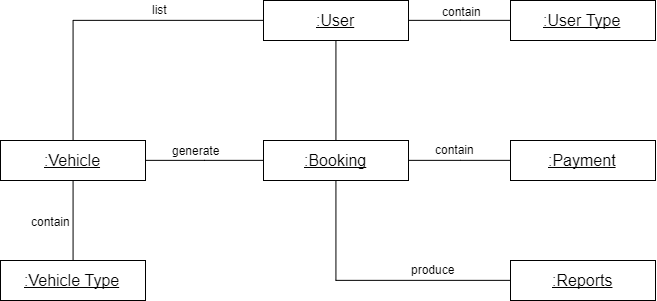 list
:User
contain
:User Type
:Vehicle
generate
:Booking
contain
:Payment
contain
:Vehicle Type
produce
:Reports